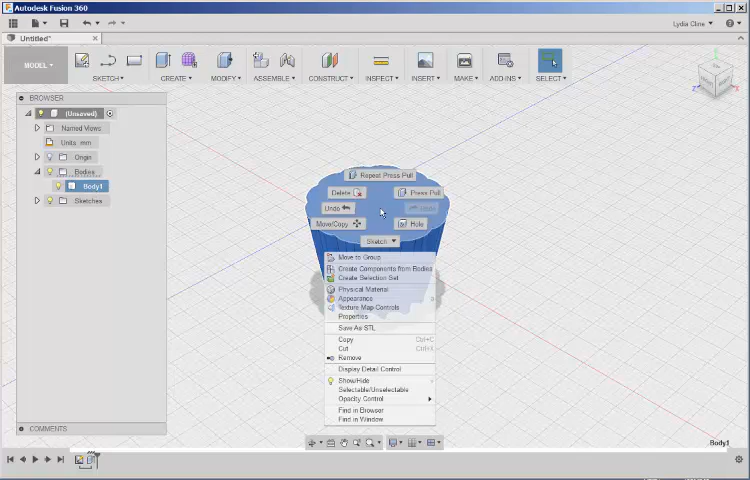 Autodesk Fusion 360
Lydia Cline
Untitled*
MODEL
SKETCH
CREATE
MODIFY
ASSEMBLE
CONSTRUCT
INSPECT
INSERT
MAKE
ADD-INS
SELECT
BROWSER
(Unsaved)
Named Views
Units: mm
Origin
Bodies
Body1
Sketches
Repeat Press Pull
Delete
Press Pull
Undo
Move/Copy
Hole
Sketch
Move to Group
Create Components from Bodies
Create Selection Set
Physical Material
Appearance
Texture Map Controls
Properties
Save As STL
Copy Ctrl+C
Cut Ctrl+X
Remove
Display Detail Control
Show/Hide
Selectable/Unselectable
Opacity Control
Find in Browser
Find in Window
COMMENTS
Body1